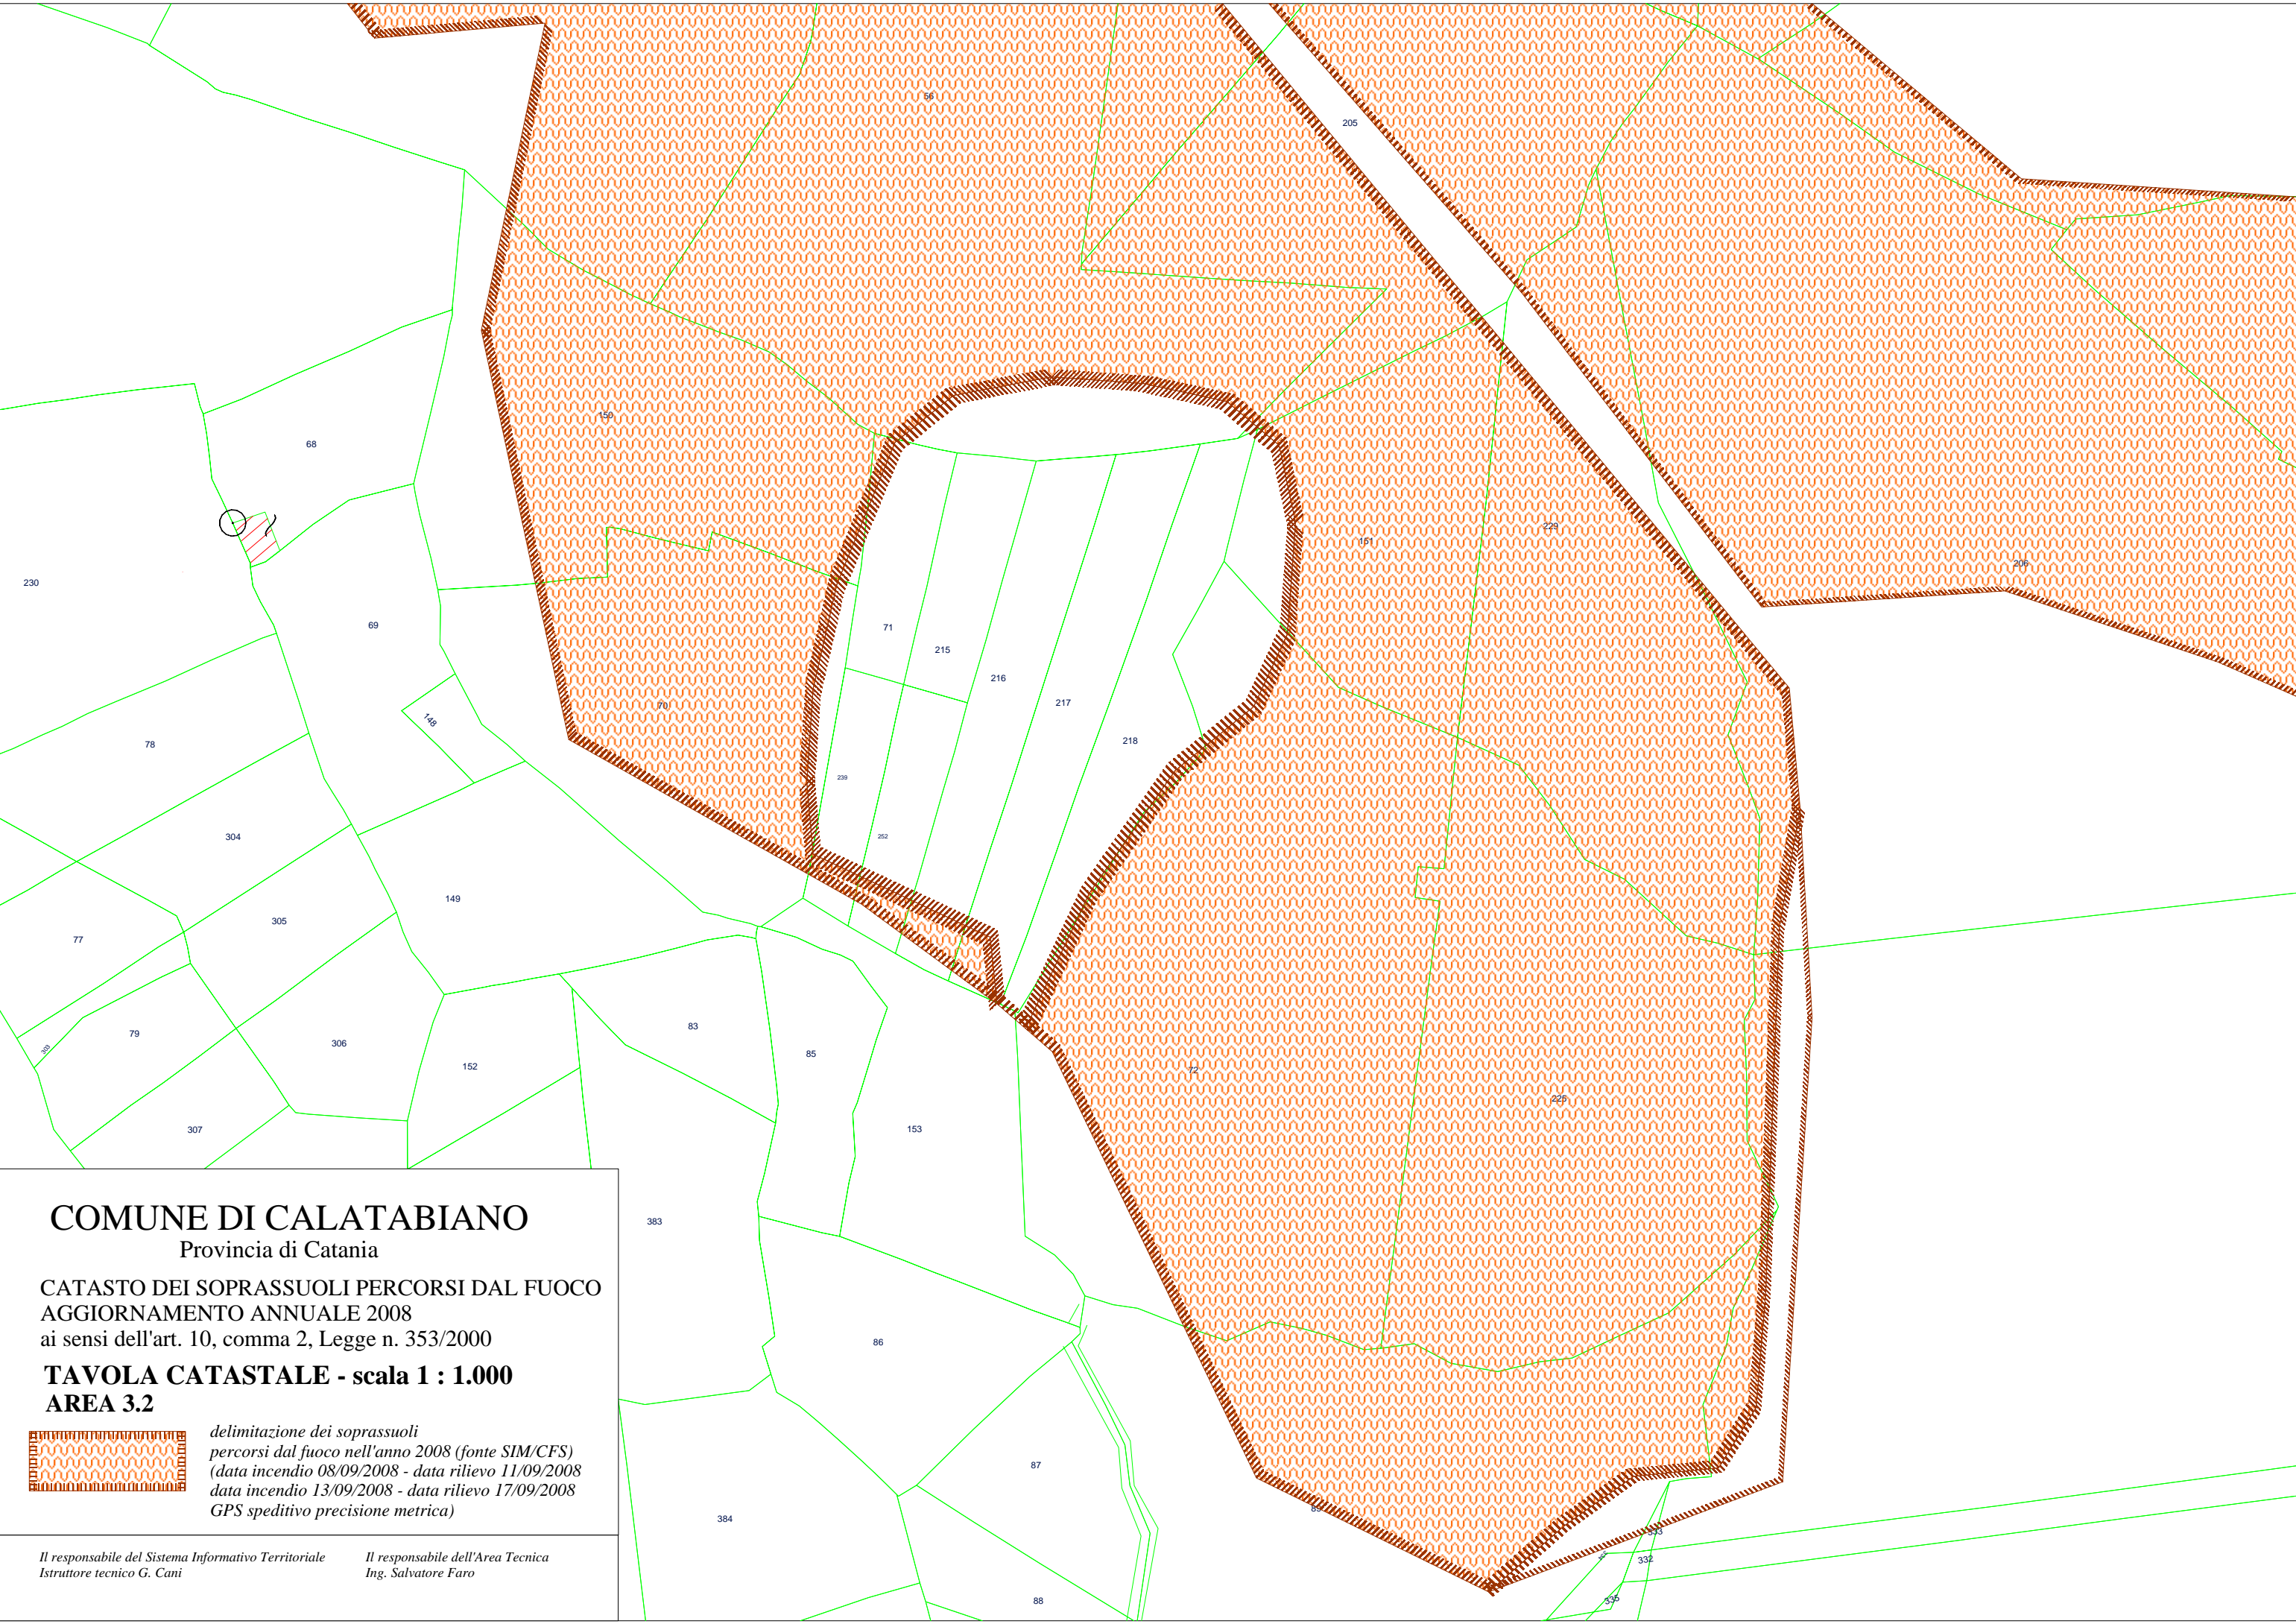 56
205
150
68
229
151
206
230
69
71
215
216
70
217
148
218
78
239
304
252
149
305
77
83
79
306
303
85
152
72
225
307
153
383
86
87
384
333
332
88
335
COMUNE DI CALATABIANO
Provincia di Catania
CATASTO DEI SOPRASSUOLI PERCORSI DAL FUOCO
AGGIORNAMENTO ANNUALE 2008
ai sensi dell'art. 10, comma 2, Legge n. 353/2000
TAVOLA CATASTALE - scala 1 : 1.000
AREA 3.2
delimitazione dei soprassuoli
percorsi dal fuoco nell'anno 2008 (fonte SIM/CFS)
(data incendio 08/09/2008 - data rilievo 11/09/2008
data incendio 13/09/2008 - data rilievo 17/09/2008
GPS speditivo precisione metrica)
Il responsabile del Sistema Informativo Territoriale
Istruttore tecnico G. Cani
Il responsabile dell'Area Tecnica
Ing. Salvatore Faro